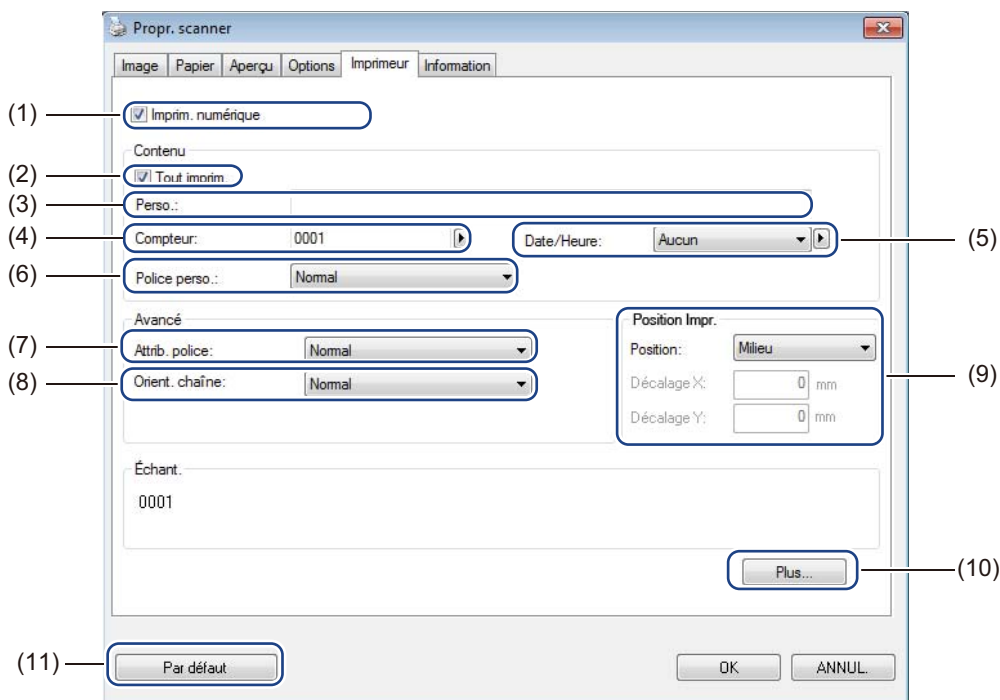 Propr. scanner
Image Papier Aperçu Options Imprimeur Information
(1) Imprim. numérique
Contenu
(2) Tout imprim.
(3) Perso.:
(4) Compteur: 0001 Date/Heure: Aucun (5)
(6) Police perso.: Normal
Avancé Position Impr.
(7) Attrib. police: Normal Position: Milieu
(8) Orient. chaîne: Normal Décalage X: 0 mm (9)
Décalage Y: 0 mm
Échant.
0001
Plus... (10)
(11) Par défaut OK ANNUL.